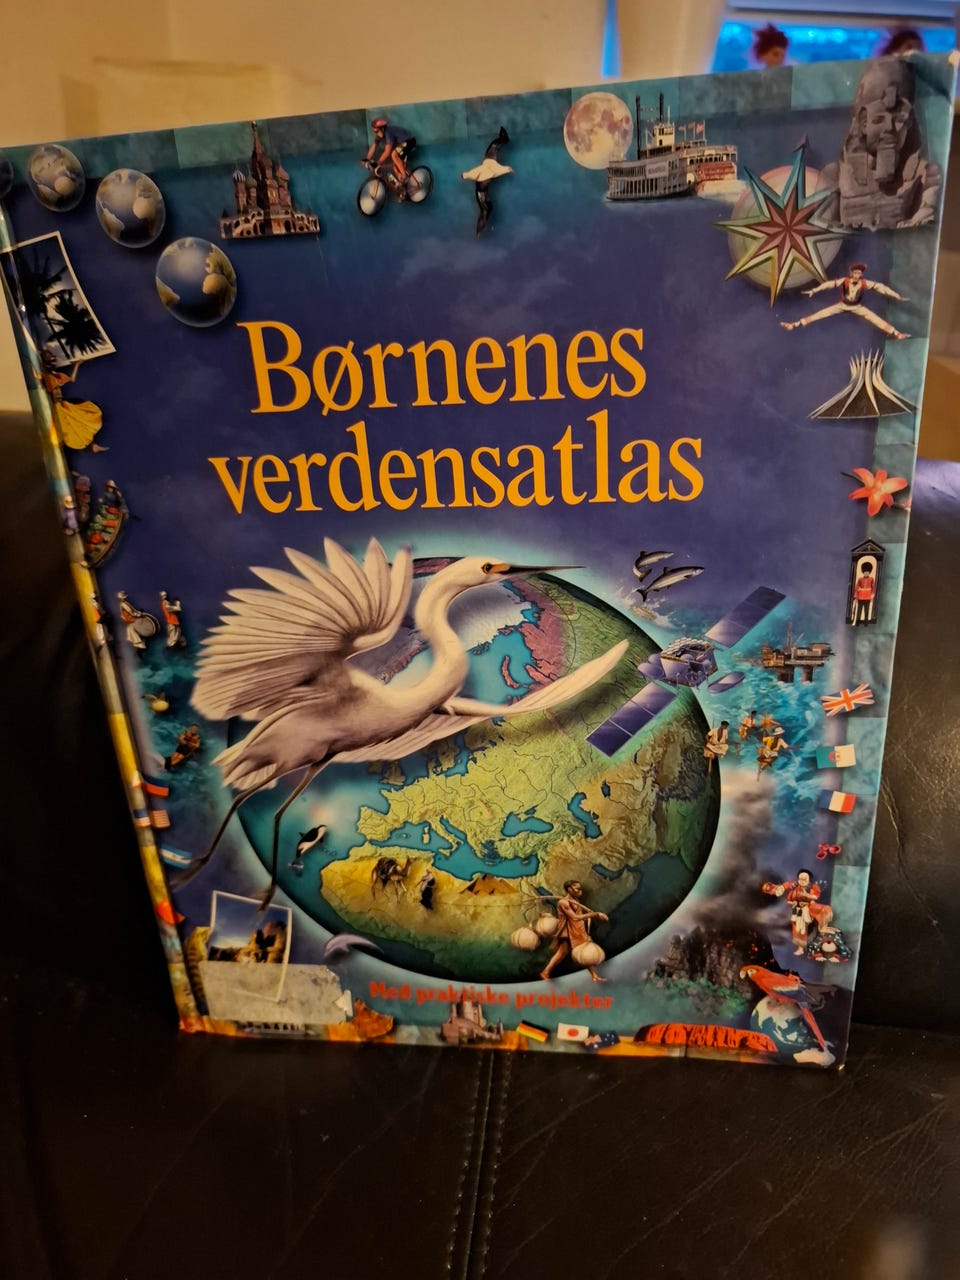 Børnenes
verdensatlas
Med praktiske projekter